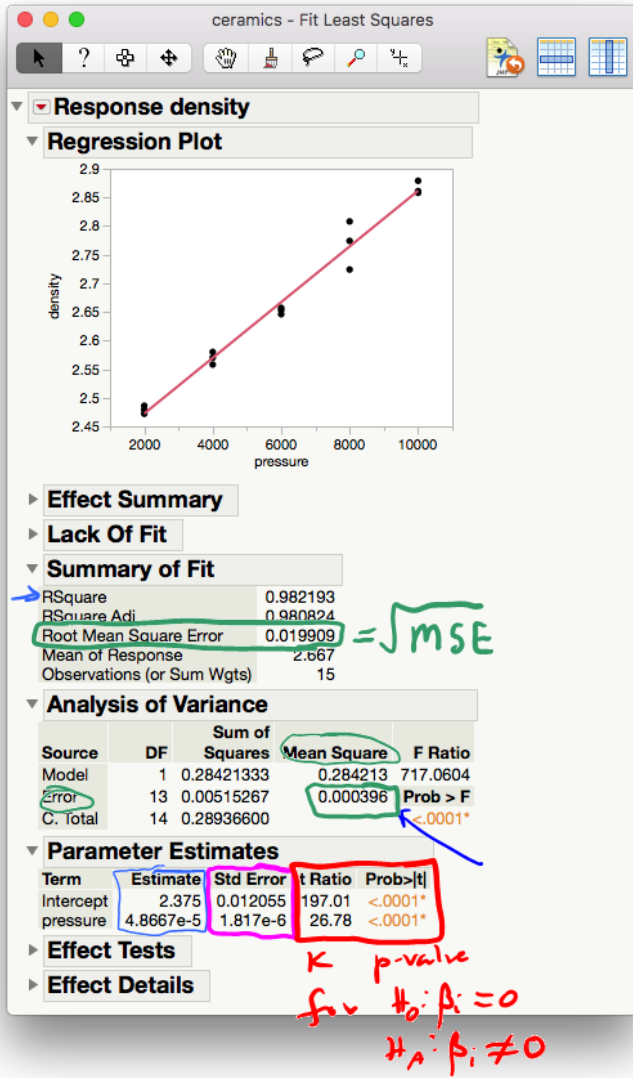 ceramics - Fit Least Squares
?
JMP
Response density
Regression Plot
2.9
2.85
2.8
2.75
2.7
2.65
2.6
2.55
2.5
2.45
density
2000 4000 6000 8000 10000
pressure
Effect Summary
Lack Of Fit
Summary of Fit
RSquare 0.982193
RSquare Adj 0.980824
Root Mean Square Error 0.019909 = √MSE
Mean of Response 2.667
Observations (or Sum Wgts) 15
Analysis of Variance
Sum of
Source DF Squares Mean Square F Ratio
Model 1 0.28421333 0.284213 717.0604
Error 13 0.00515267 0.000396 Prob > F
C. Total 14 0.28936600 <.0001*
Parameter Estimates
Term Estimate Std Error t Ratio Prob>|t|
Intercept 2.375 0.012055 197.01 <.0001*
pressure 4.8667e-5 1.817e-6 26.78 <.0001*
Effect Tests
K p-value
Effect Details
for H₀: βᵢ = 0
H_A: βᵢ ≠ 0